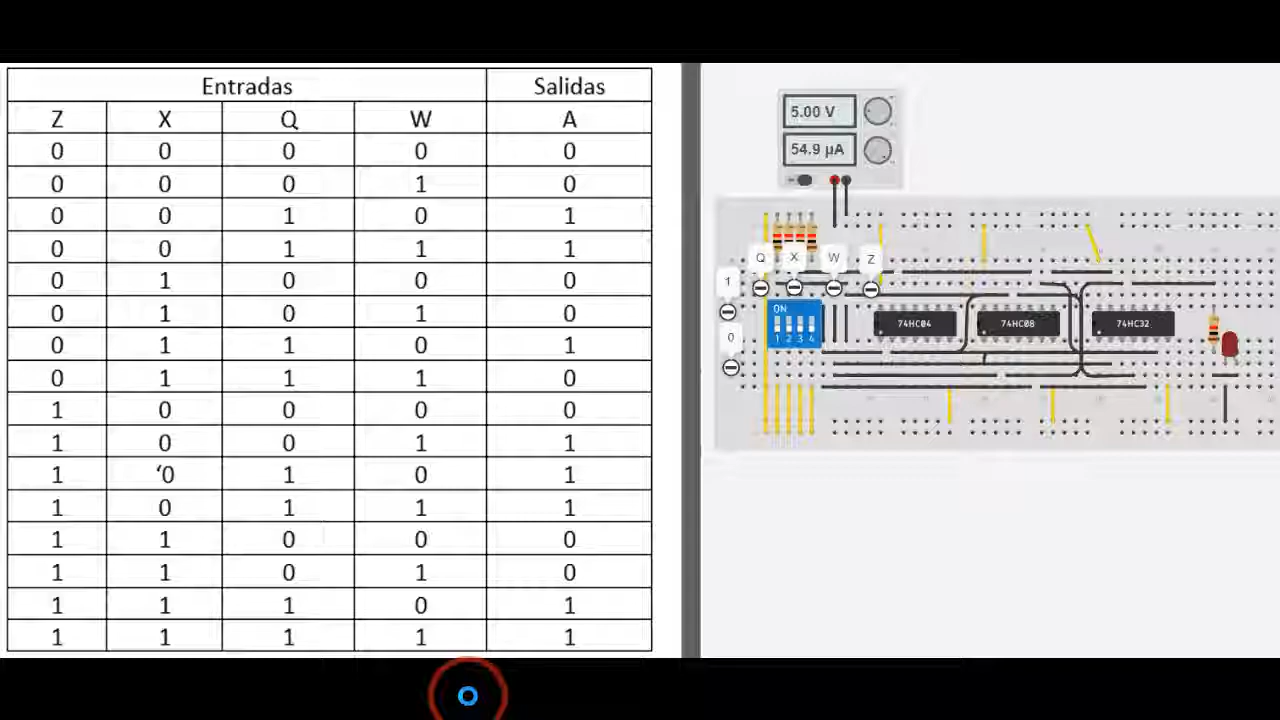 Entradas Salidas
Z X Q W A
0 0 0 0 0
0 0 0 1 0
0 0 1 0 1
0 0 1 1 1
0 1 0 0 0
0 1 0 1 0
0 1 1 0 1
0 1 1 1 0
1 0 0 0 0
1 0 0 1 1
1 ‘0 1 0 1
1 0 1 1 1
1 1 0 0 0
1 1 0 1 0
1 1 1 0 1
1 1 1 1 1
5.00 V
54.9 µA
Q X W Z
1
0
ON
1 2 3 4
74HC04 74HC08 74HC32